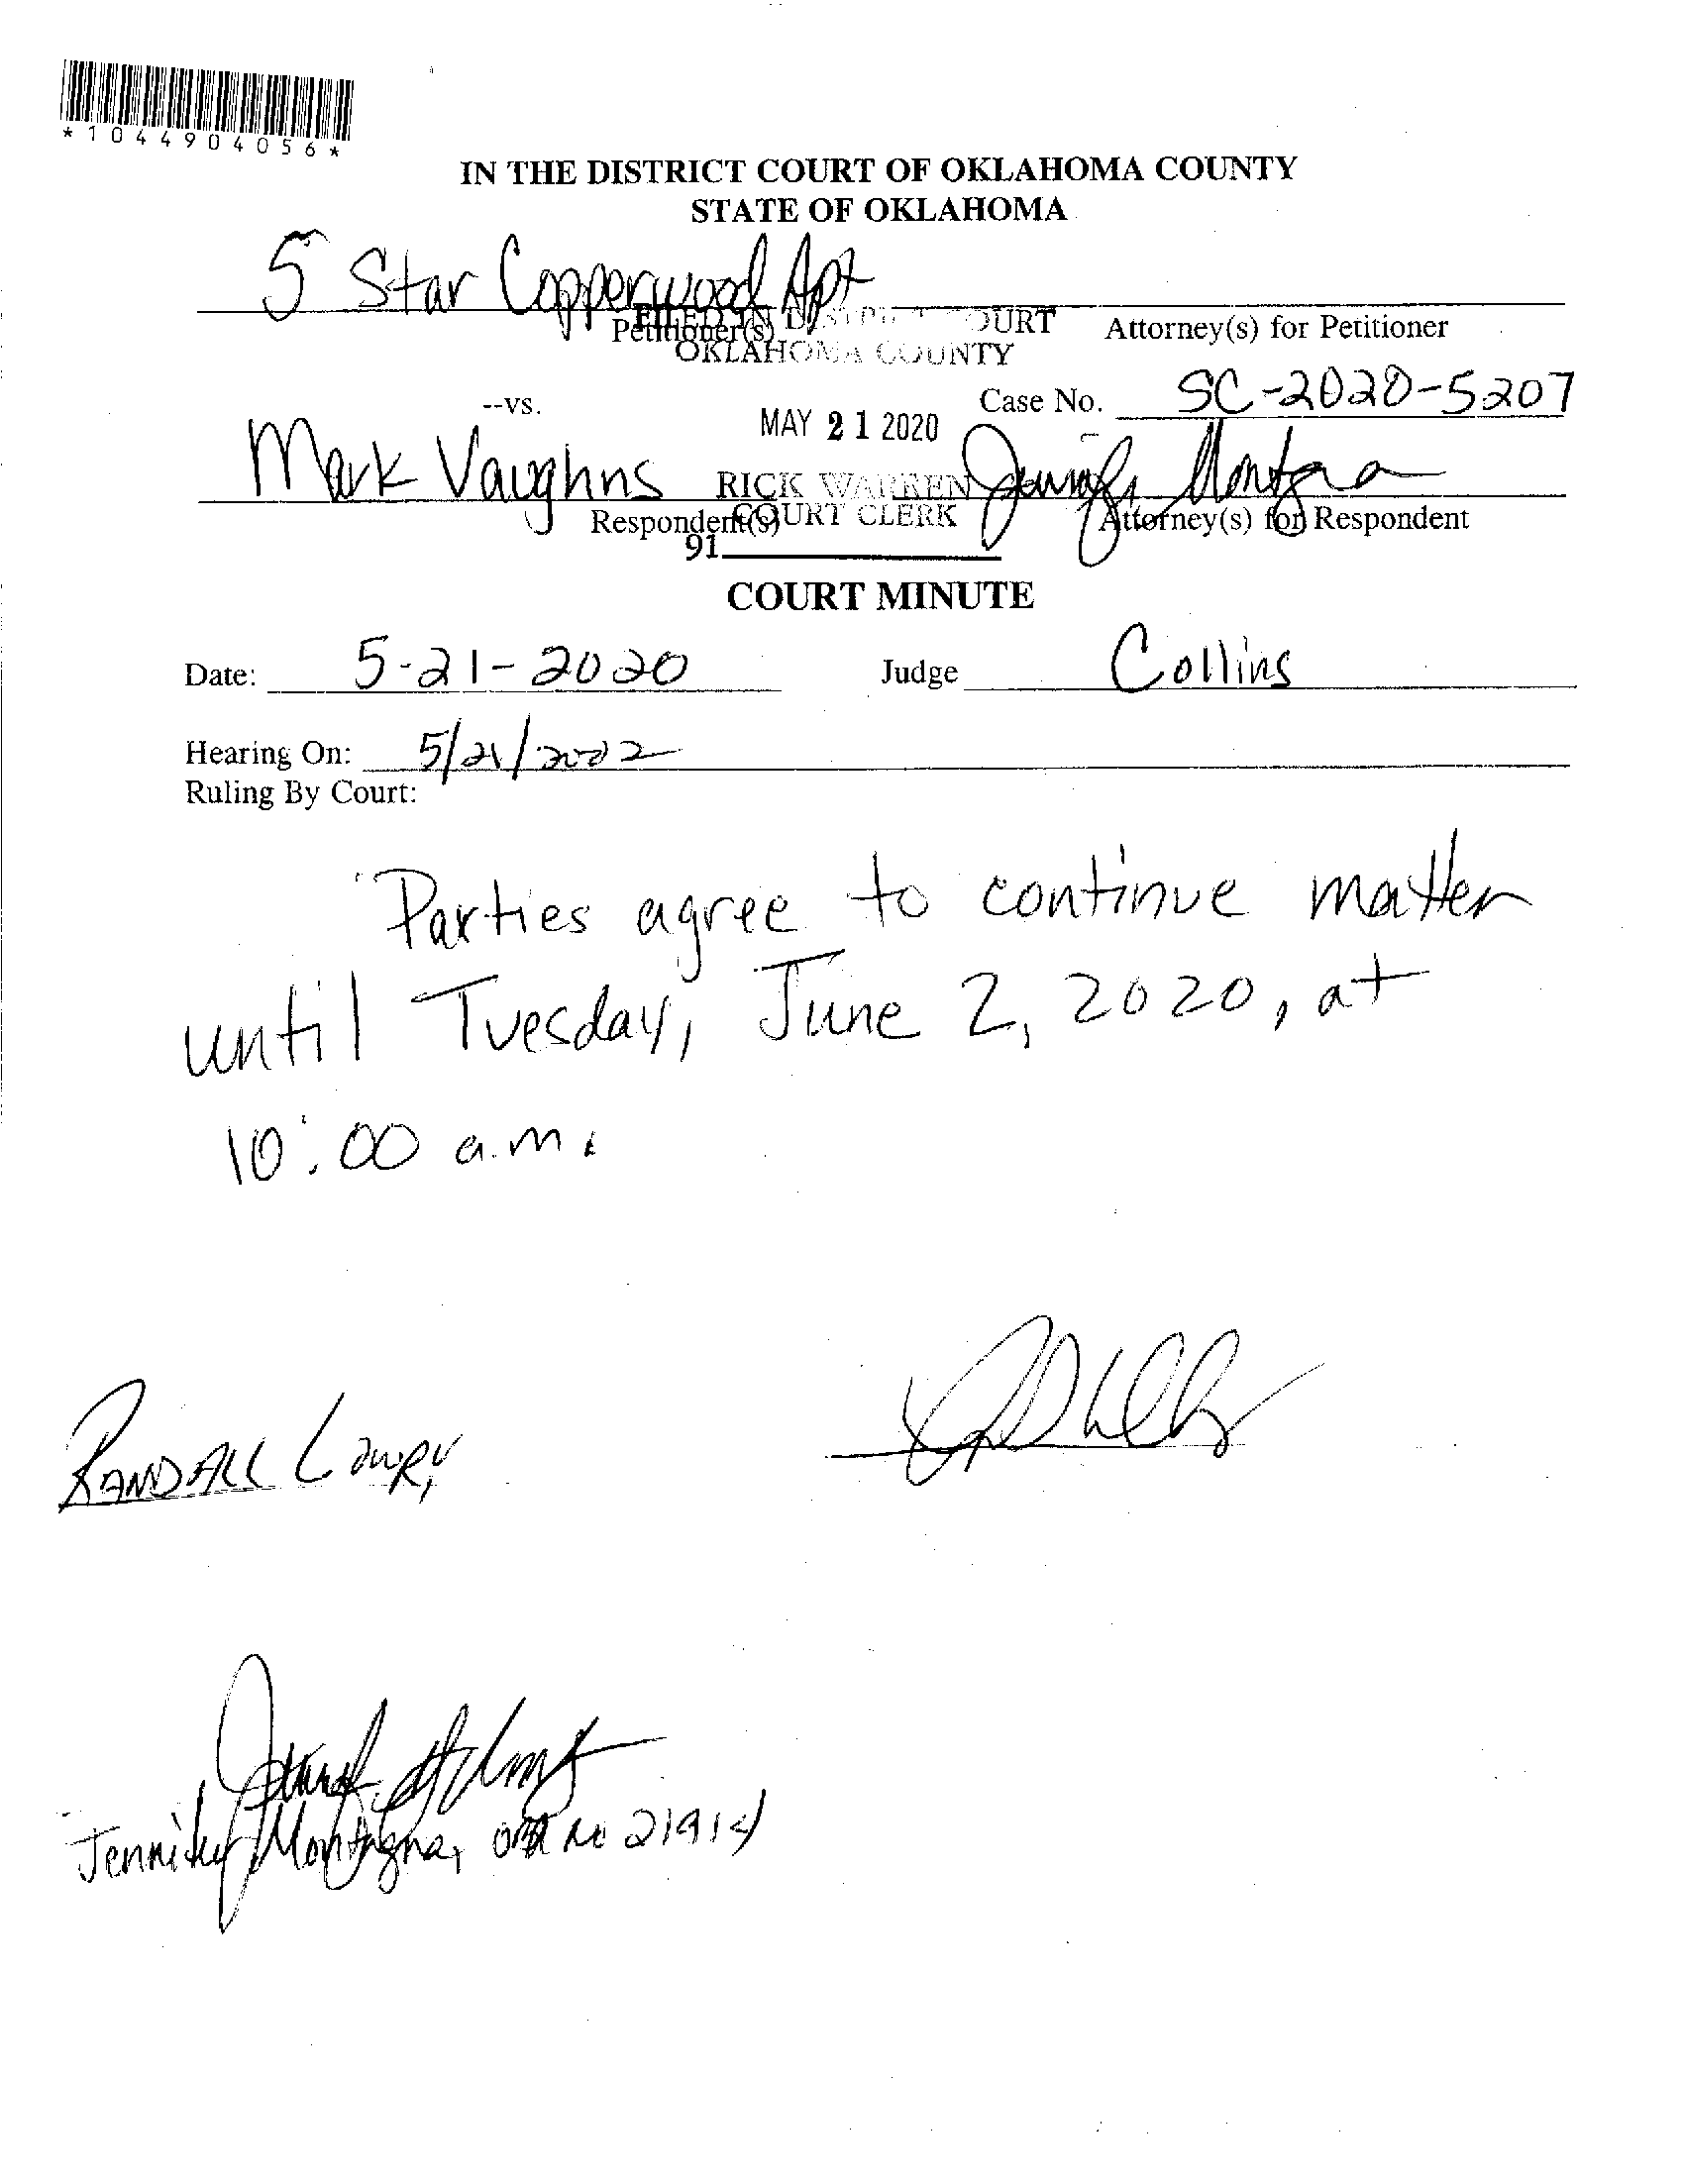 *1044904056*
IN THE DISTRICT COURT OF OKLAHOMA COUNTY
STATE OF OKLAHOMA
5 Star Copperwood Apt
Petitioner(s)
Attorney(s) for Petitioner
FILED IN DISTRICT COURT
OKLAHOMA COUNTY
--vs.
MAY 21 2020
Case No. SC-2020-5207
Mark Vaughns
RICK WARREN
COURT CLERK
91
Respondent(s)
Attorney(s) for Respondent
COURT MINUTE
Date: 5-21-2020 Judge Collins
Hearing On: 5/21/2022
Ruling By Court:
Parties agree to continue matter
until Tuesday, June 2, 2020, at
10:00 a.m.
RANDALL LOWRY
Jennifer Montagna, OBA No 21914